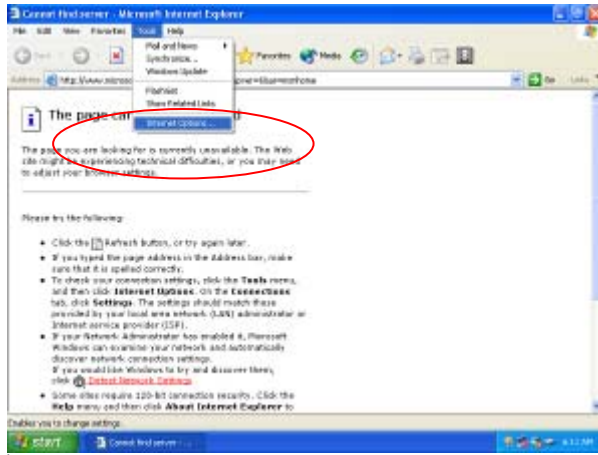 Cannot find server - Microsoft Internet Explorer
File Edit View Favorites Tools Help
Mail and News
Synchronize...
Windows Update
Flashget
Show Related Links
Internet Options...
Favorites Media
Address http://www.microso
Go Links
The page can d
The page you are looking for is currently unavailable. The Web
site might be experiencing technical difficulties, or you may need
to adjust your browser settings.
Please try the following:
Click the Refresh button, or try again later.
If you typed the page address in the Address bar, make
sure that it is spelled correctly.
To check your connection settings, click the Tools menu,
and then click Internet Options. On the Connections
tab, click Settings. The settings should match those
provided by your local area network (LAN) administrator or
Internet service provider (ISP).
If your Network Administrator has enabled it, Microsoft
Windows can examine your network and automatically
discover network connection settings.
If you would like Windows to try and discover them,
click Detect Network Settings
Some sites require 128-bit connection security. Click the
Help menu and then click About Internet Explorer to
Enables you to change settings.
start
Cannot find server - ...